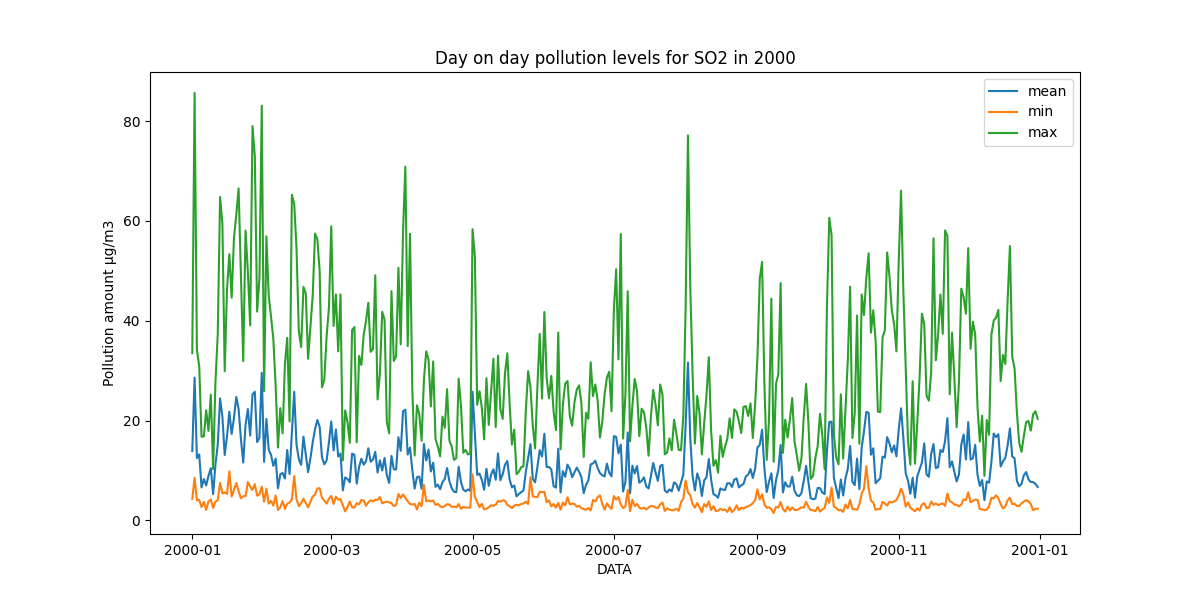 Day on day pollution levels for SO2 in 2000
mean
min
max
80
60
40
20
0
Pollution amount µg/m3
2000-01
2000-03
2000-05
2000-07
2000-09
2000-11
2001-01
DATA